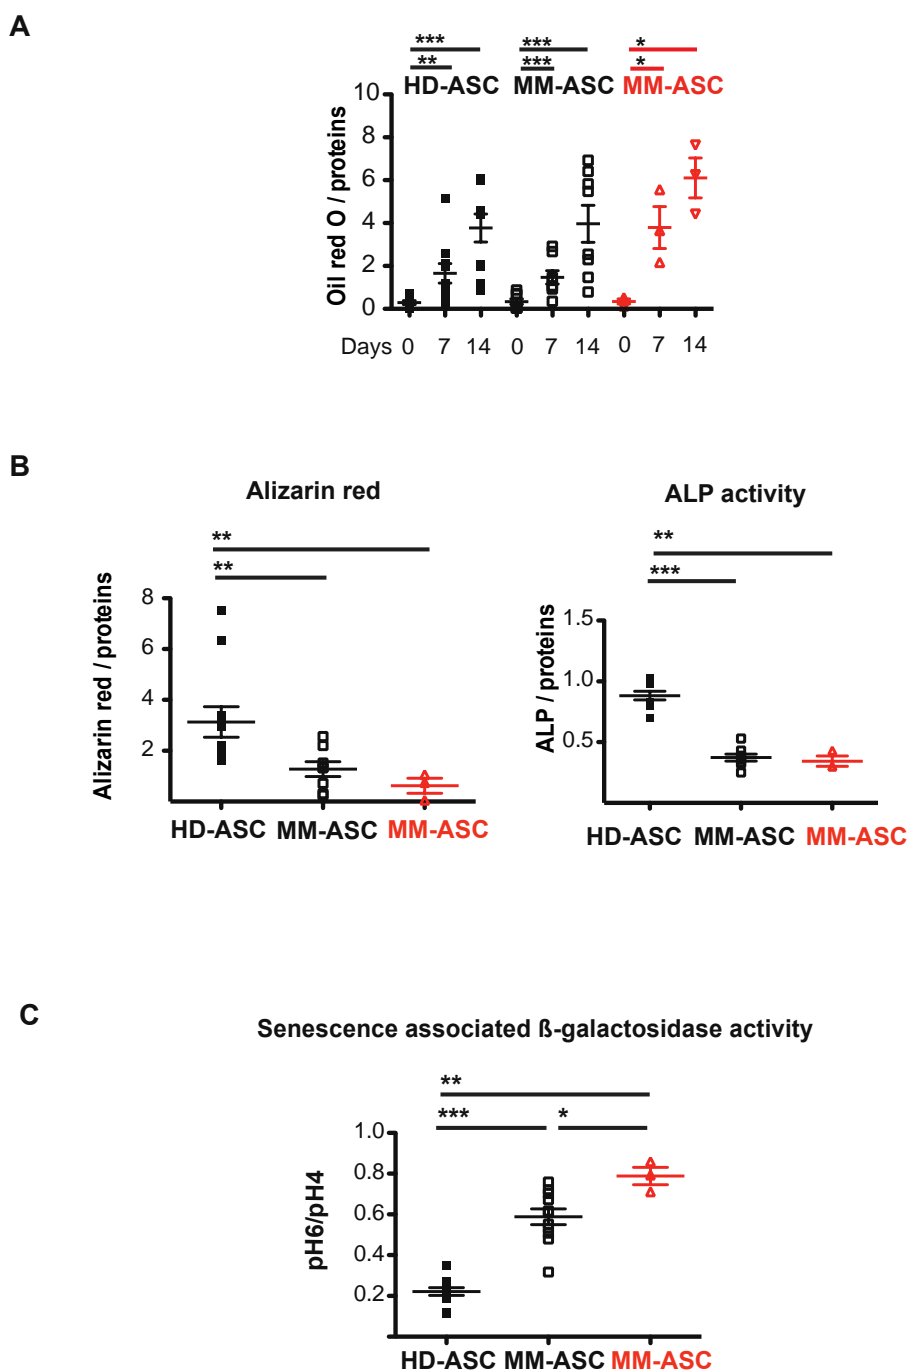 A
*** *** *
** *** *
HD-ASC MM-ASC MM-ASC
Oil red O / proteins
10
8
6
4
2
0
Days 0 7 14 0 7 14 0 7 14
B
Alizarin red
**
**
Alizarin red / proteins
8
6
4
2
HD-ASC MM-ASC MM-ASC
ALP activity
**
***
ALP / proteins
1.5
1.0
0.5
HD-ASC MM-ASC MM-ASC
C
Senescence associated ß-galactosidase activity
**
*** *
pH6/pH4
1.0
0.8
0.6
0.4
0.2
HD-ASC MM-ASC MM-ASC